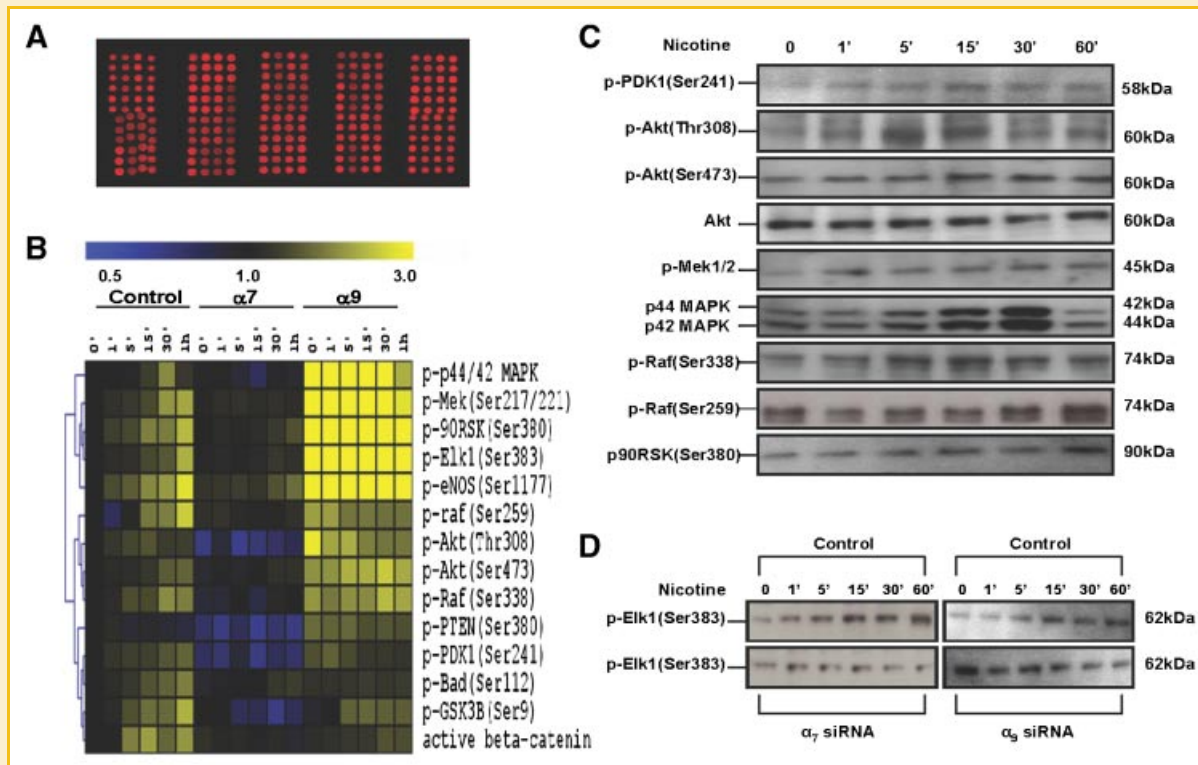 A
B
0.5 1.0 3.0
Control α7 α9
0' 1' 5' 15' 30' 1h 0' 1' 5' 15' 30' 1h 0' 1' 5' 15' 30' 1h
p-p44/42 MAPK
p-Mek(Ser217/221)
p-90RSK(Ser380)
p-Elk1(Ser383)
p-eNOS(Ser1177)
p-raf(Ser259)
p-Akt(Thr308)
p-Akt(Ser473)
p-Raf(Ser338)
p-PTEN(Ser380)
p-PDK1(Ser241)
p-Bad(Ser112)
p-GSK3B(Ser9)
active beta-catenin
C
Nicotine 0 1' 5' 15' 30' 60'
p-PDK1(Ser241) 58kDa
p-Akt(Thr308) 60kDa
p-Akt(Ser473) 60kDa
Akt 60kDa
p-Mek1/2 45kDa
p44 MAPK 42kDa
p42 MAPK 44kDa
p-Raf(Ser338) 74kDa
p-Raf(Ser259) 74kDa
p90RSK(Ser380) 90kDa
D
Control Control
Nicotine 0 1' 5' 15' 30' 60' 0 1' 5' 15' 30' 60'
p-Elk1(Ser383) 62kDa
p-Elk1(Ser383) 62kDa
α7 siRNA α9 siRNA